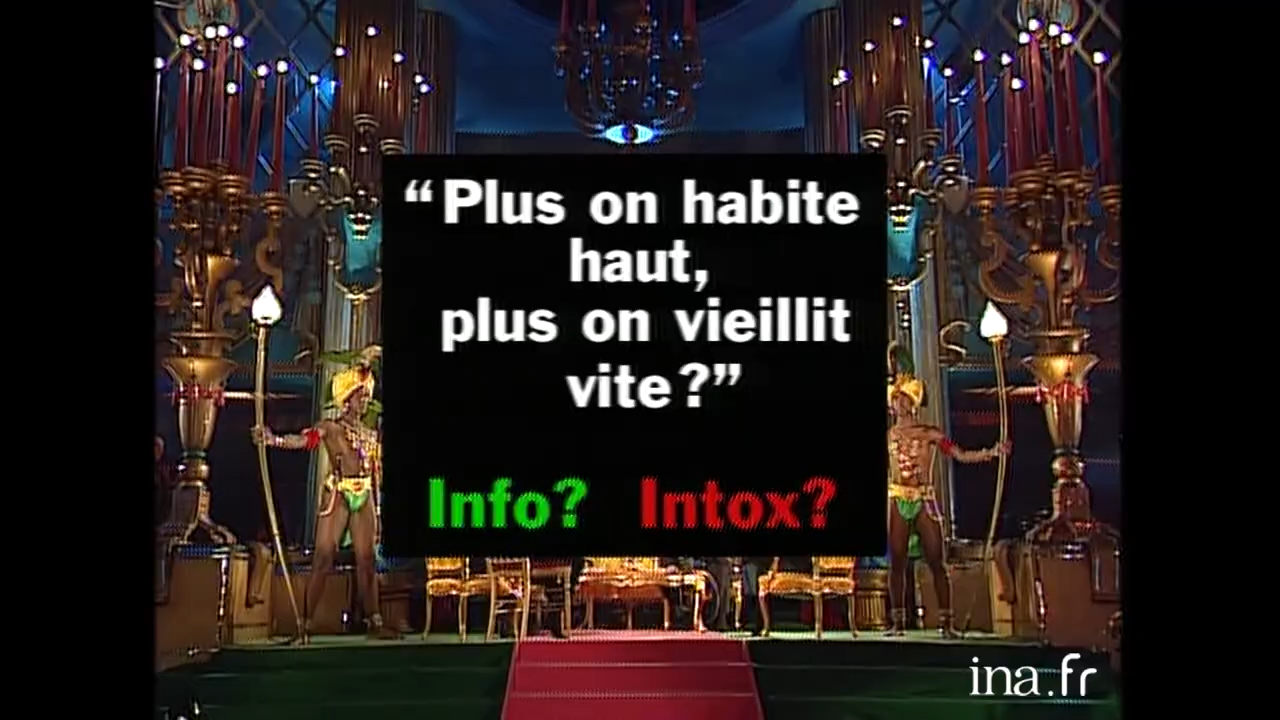 “Plus on habite
haut,
plus on vieillit
vite ?”
Info? Intox?
ina.fr